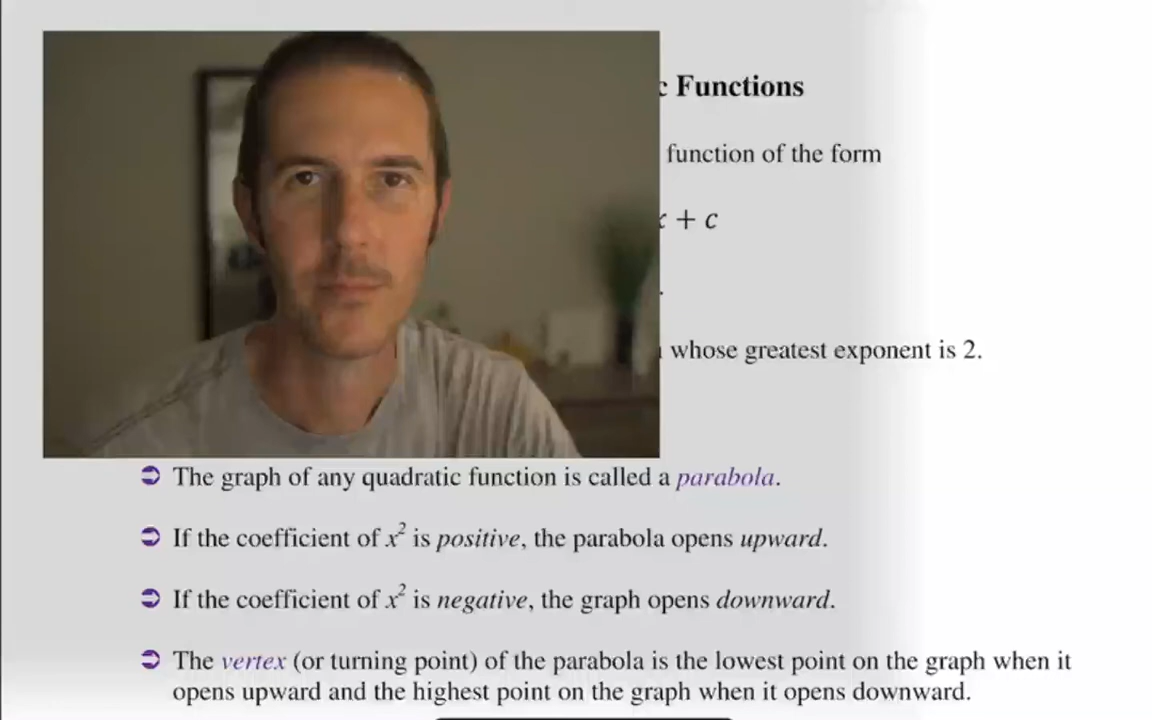 Functions
function of the form
+ c
whose greatest exponent is 2.
➲ The graph of any quadratic function is called a parabola.
➲ If the coefficient of x² is positive, the parabola opens upward.
➲ If the coefficient of x² is negative, the graph opens downward.
➲ The vertex (or turning point) of the parabola is the lowest point on the graph when it
opens upward and the highest point on the graph when it opens downward.